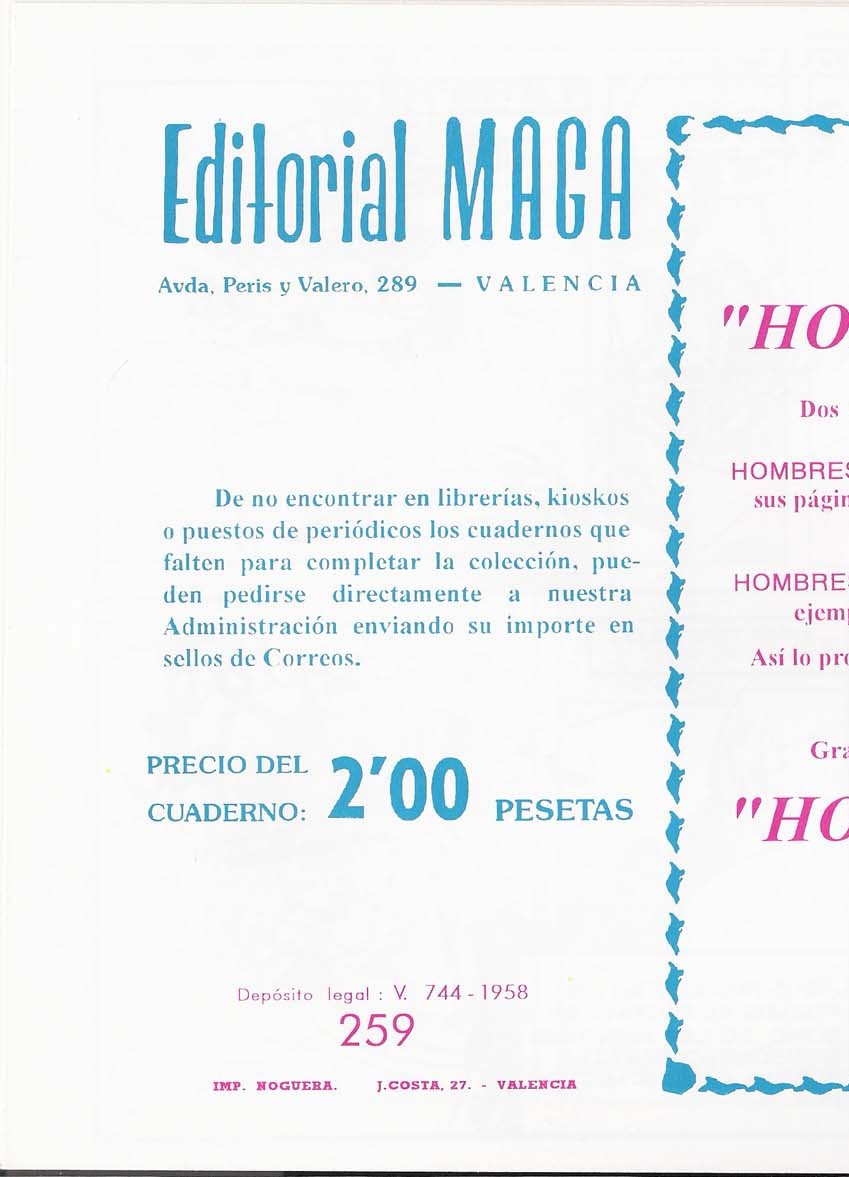 Editorial MAGA
Avda, Peris y Valero, 289 — VALENCIA
De no encontrar en librerías, kioskos
o puestos de periódicos los cuadernos que
falten para completar la colección, pue-
den pedirse directamente a nuestra
Administración enviando su importe en
sellos de Correos.
PRECIO DEL
CUADERNO: 2'00 PESETAS
Depósito legal : V. 744 - 1958
259
IMP. NOGUERA. J.COSTA, 27. - VALENCIA
"HO
Dos
HOMBRES
sus págin
HOMBRES
ejemp
Así lo pro
Gra
"HO